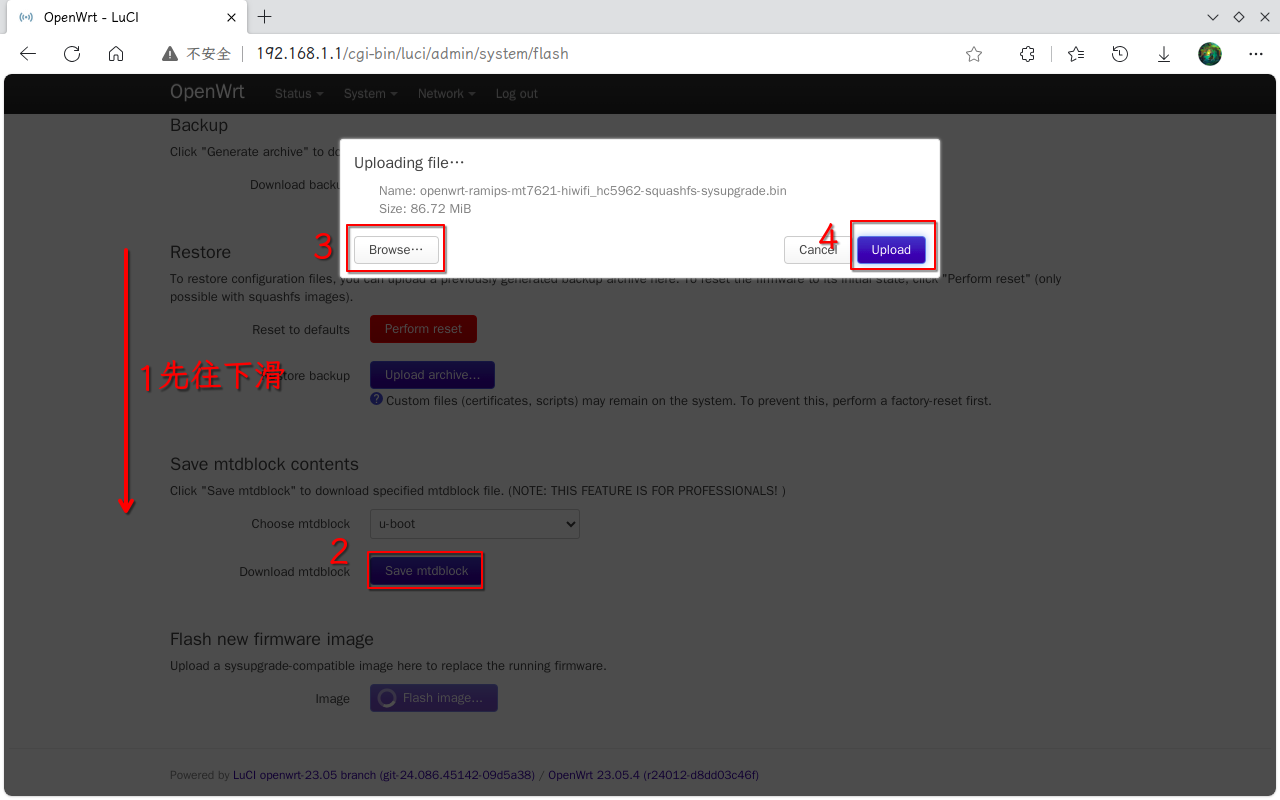 OpenWrt - LuCI
不安全 192.168.1.1/cgi-bin/luci/admin/system/flash
OpenWrt Status System Network Log out
Backup
Click "Generate archive" to do
Download backu
Uploading file⋯
Name: openwrt-ramips-mt7621-hiwifi_hc5962-squashfs-sysupgrade.bin
Size: 86.72 MiB
3 Browse⋯ Cancel 4 Upload
Restore
To restore configuration files, you can upload a previously generated backup archive here. To reset the firmware to its initial state, click "Perform reset" (only
possible with squashfs images).
Reset to defaults Perform reset
1先往下滑
store backup Upload archive...
? Custom files (certificates, scripts) may remain on the system. To prevent this, perform a factory-reset first.
Save mtdblock contents
Click "Save mtdblock" to download specified mtdblock file. (NOTE: THIS FEATURE IS FOR PROFESSIONALS! )
Choose mtdblock u-boot
2
Download mtdblock Save mtdblock
Flash new firmware image
Upload a sysupgrade-compatible image here to replace the running firmware.
Image Flash image...
Powered by LuCI openwrt-23.05 branch (git-24.086.45142-09d5a38) / OpenWrt 23.05.4 (r24012-d8dd03c46f)